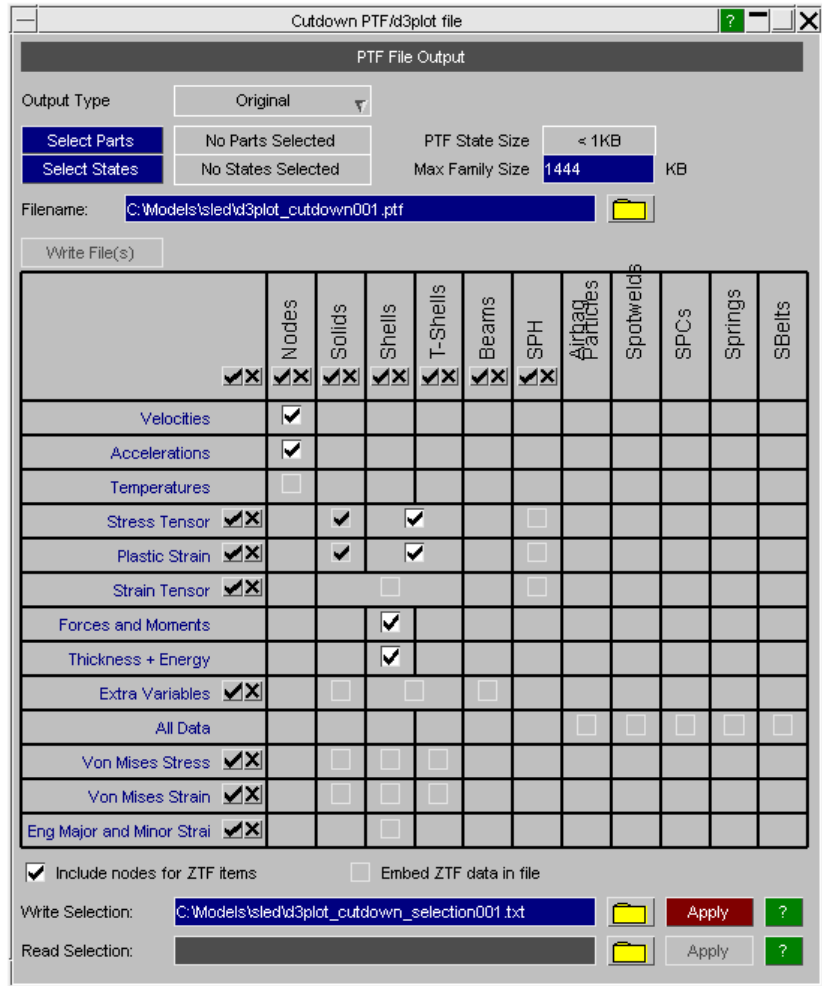 Cutdown PTF/d3plot file ?
PTF File Output
Output Type Original
Select Parts No Parts Selected PTF State Size < 1KB
Select States No States Selected Max Family Size 1444 KB
Filename: C:\Models\sled\d3plot_cutdown001.ptf
Write File(s)
Nodes
Solids
Shells
T-Shells
Beams
SPH
Airbag
Particles
Spotwelds
SPCs
Springs
SBelts
Velocities
Accelerations
Temperatures
Stress Tensor
Plastic Strain
Strain Tensor
Forces and Moments
Thickness + Energy
Extra Variables
All Data
Von Mises Stress
Von Mises Strain
Eng Major and Minor Strai
Include nodes for ZTF items Embed ZTF data in file
Write Selection: C:\Models\sled\d3plot_cutdown_selection001.txt Apply ?
Read Selection: Apply ?